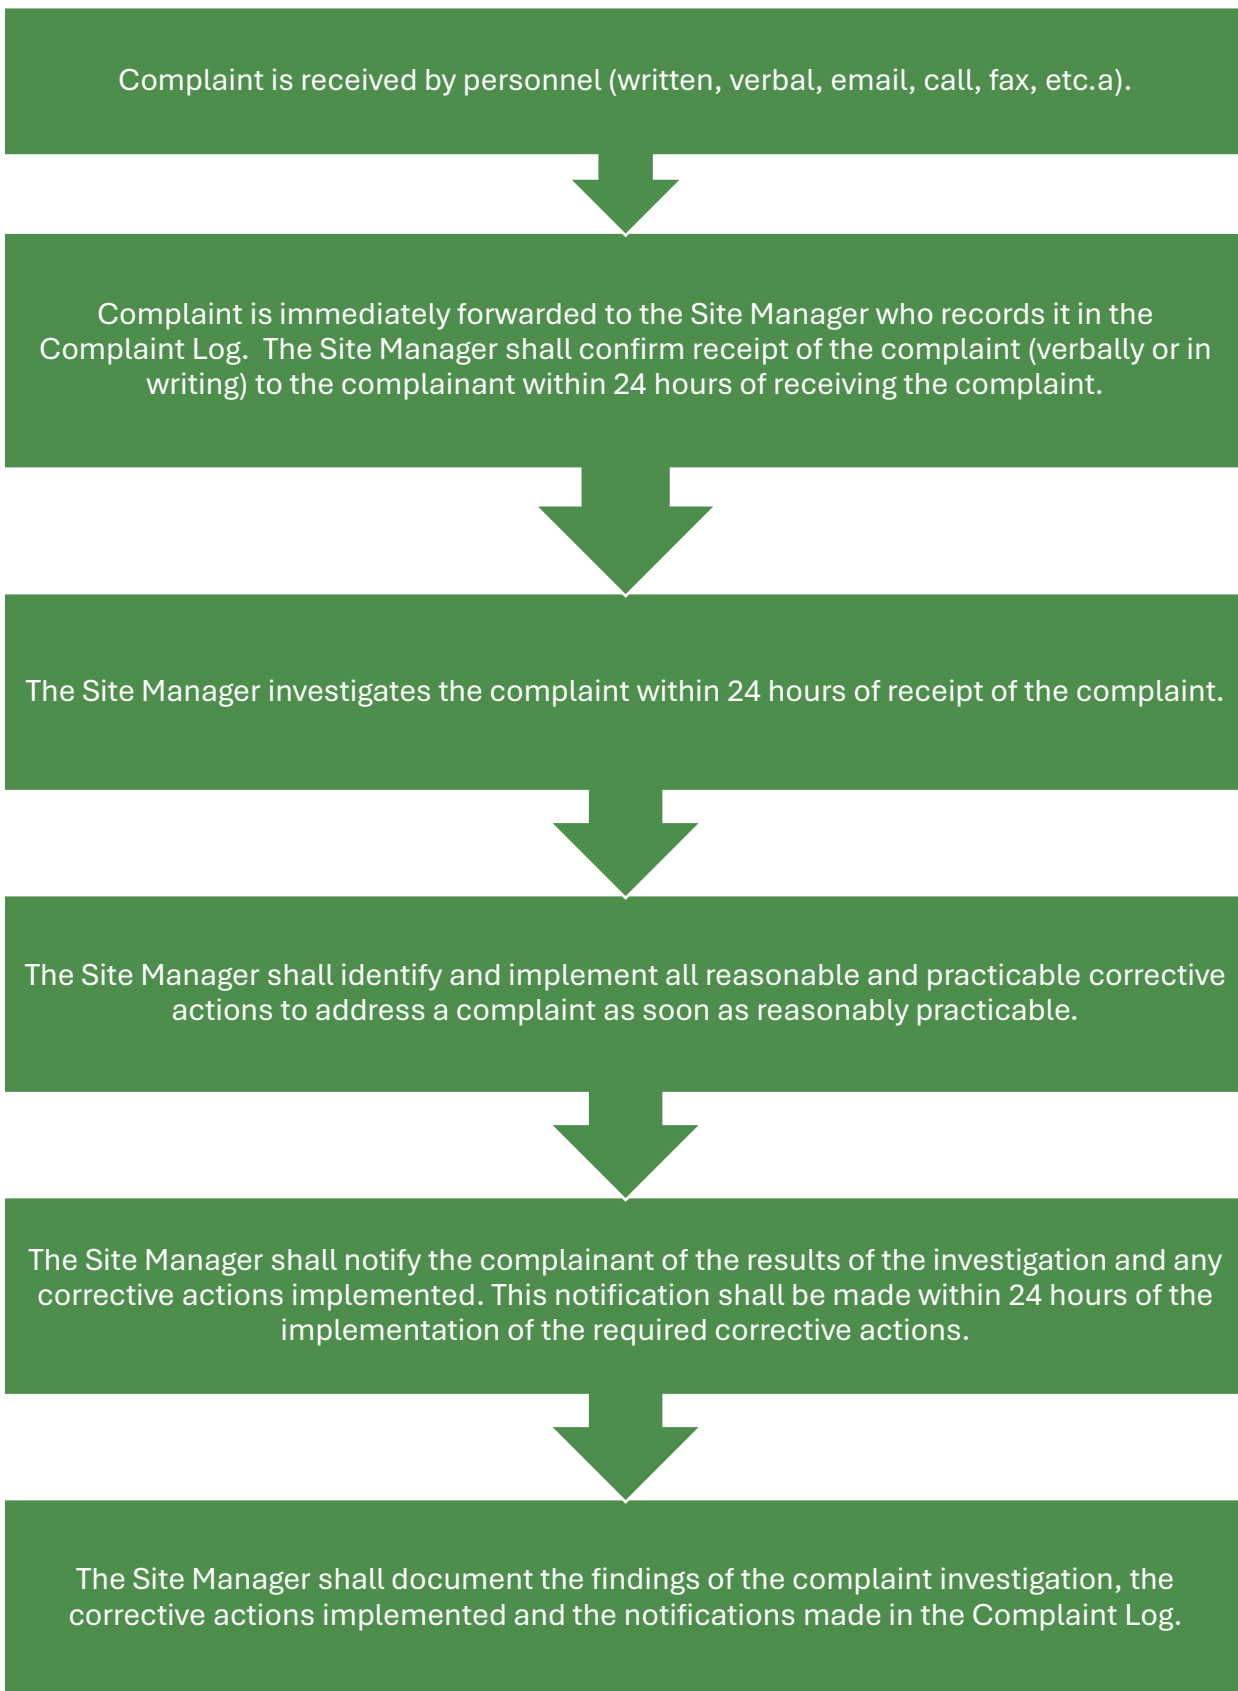 Complaint is received by personnel (written, verbal, email, call, fax, etc.a).
Complaint is immediately forwarded to the Site Manager who records it in the
Complaint Log.  The Site Manager shall confirm receipt of the complaint (verbally or in
writing) to the complainant within 24 hours of receiving the complaint.
The Site Manager investigates the complaint within 24 hours of receipt of the complaint.
The Site Manager shall identify and implement all reasonable and practicable corrective
actions to address a complaint as soon as reasonably practicable.
The Site Manager shall notify the complainant of the results of the investigation and any
corrective actions implemented. This notification shall be made within 24 hours of the
implementation of the required corrective actions.
The Site Manager shall document the findings of the complaint investigation, the
corrective actions implemented and the notifications made in the Complaint Log.